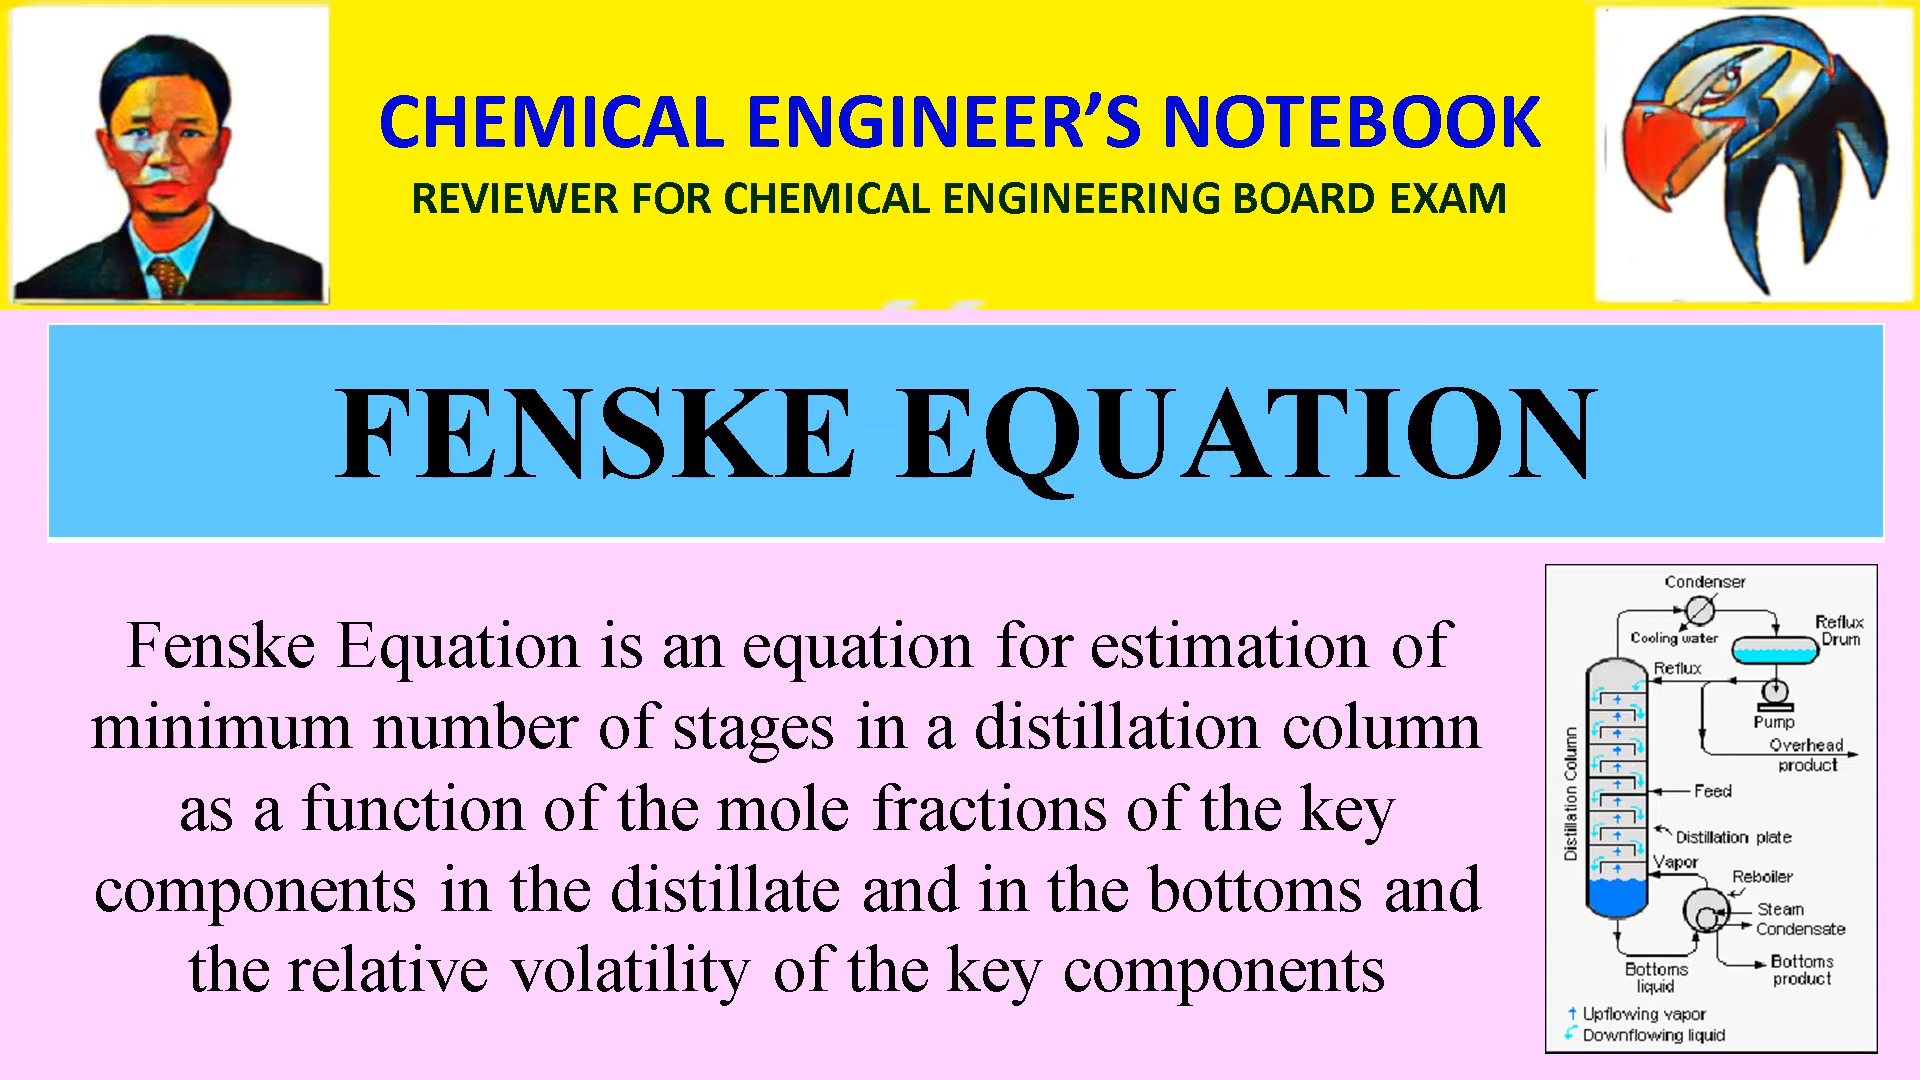 CHEMICAL ENGINEER’S NOTEBOOK
REVIEWER FOR CHEMICAL ENGINEERING BOARD EXAM
FENSKE EQUATION
Fenske Equation is an equation for estimation of
minimum number of stages in a distillation column
as a function of the mole fractions of the key
components in the distillate and in the bottoms and
the relative volatility of the key components
Condenser
Cooling water
Reflux
Drum
Reflux
Pump
Overhead
product
Distillation Column
Feed
Distillation plate
Vapor
Reboiler
Steam
Condensate
Bottoms
liquid
Bottoms
product
Upflowing vapor
Downflowing liquid